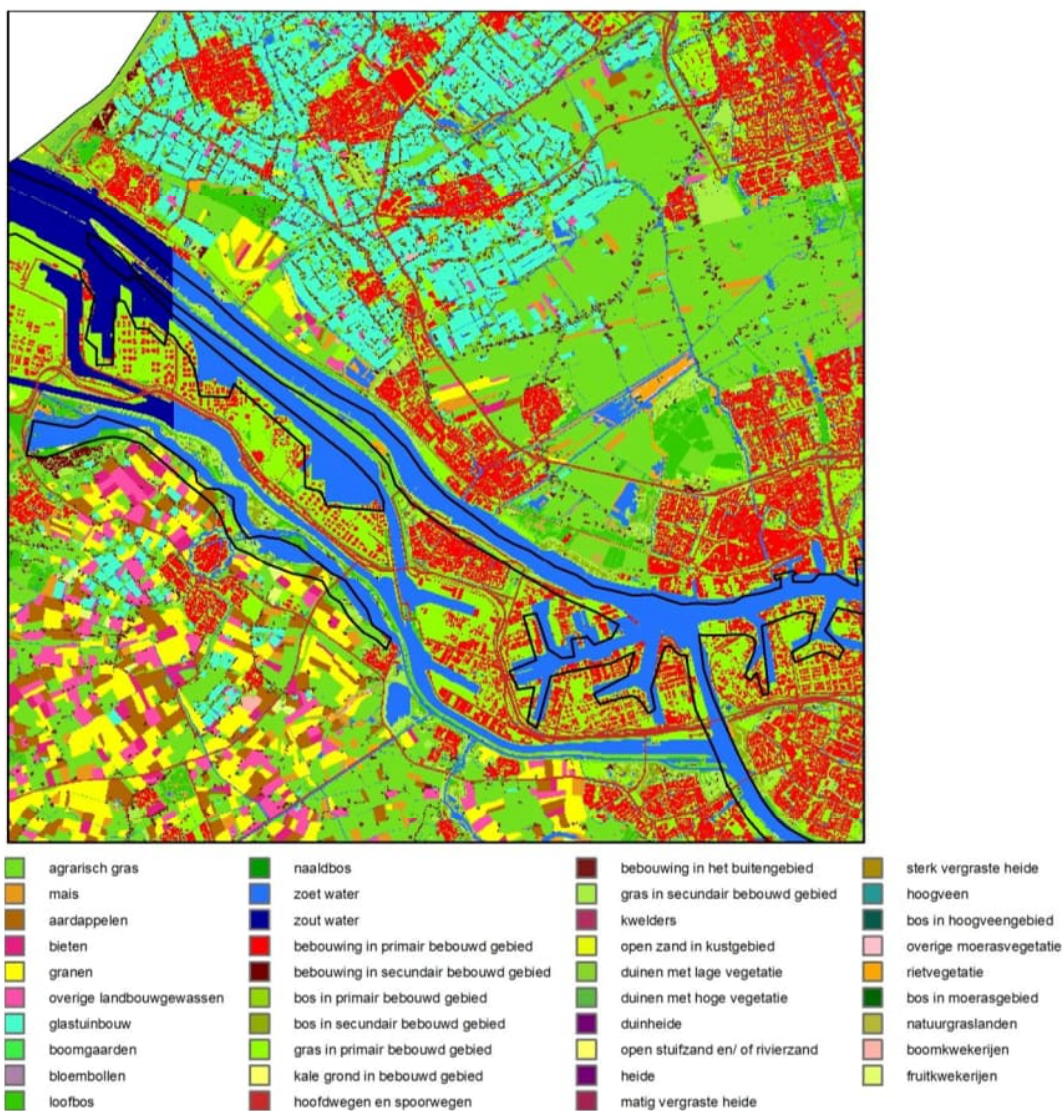 agrarisch gras
mais
aardappelen
bieten
granen
overige landbouwgewassen
glastuinbouw
boomgaarden
bloembollen
loofbos
naaldbos
zoet water
zout water
bebouwing in primair bebouwd gebied
bebouwing in secundair bebouwd gebied
bos in primair bebouwd gebied
bos in secundair bebouwd gebied
gras in primair bebouwd gebied
kale grond in bebouwd gebied
hoofdwegen en spoorwegen
bebouwing in het buitengebied
gras in secundair bebouwd gebied
kwelders
open zand in kustgebied
duinen met lage vegetatie
duinen met hoge vegetatie
duinheide
open stuifzand en/ of rivierzand
heide
matig vergraste heide
sterk vergraste heide
hoogveen
bos in hoogveengebied
overige moerasvegetatie
rietvegetatie
bos in moerasgebied
natuurgraslanden
boomkwekerijen
fruitkwekerijen